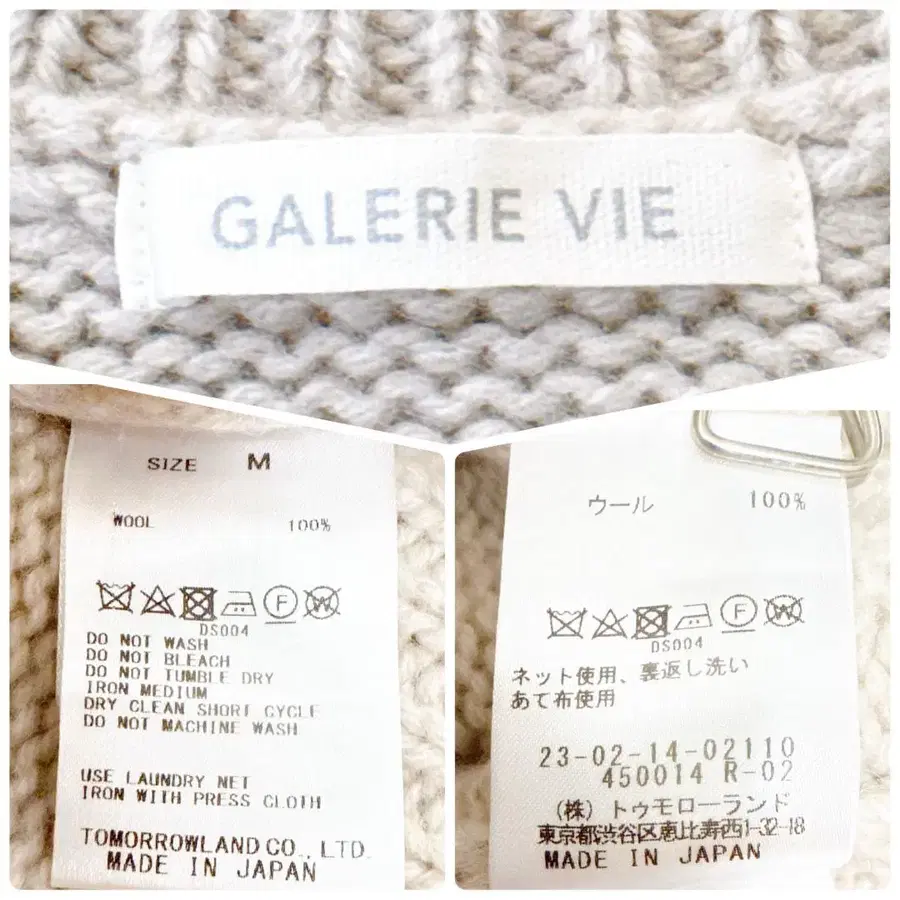 GALERIE VIE
SIZE M
WOOL 100%
F W
DS004
DO NOT WASH
DO NOT BLEACH
DO NOT TUMBLE DRY
IRON MEDIUM
DRY CLEAN SHORT CYCLE
DO NOT MACHINE WASH
USE LAUNDRY NET
IRON WITH PRESS CLOTH
TOMORROWLAND CO., LTD.
MADE IN JAPAN
ウール 100%
F W
DS004
ネット使用、裏返し洗い
あて布使用
23-02-14-02110
450014 R-02
(株) トゥモローランド
東京都渋谷区恵比寿西1-32-18
MADE IN JAPAN